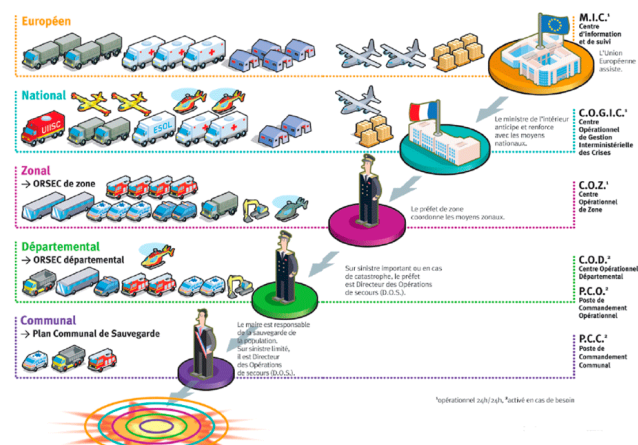 Européen
M.I.C.¹
Centre
d'information
et de suivi
L'Union
Européenne
assiste.
National
UIISC
ESOL
Le ministre de l'intérieur
anticipe et renforce
avec les moyens
nationaux.
C.O.G.I.C.¹
Centre
Opérationnel
de Gestion
Interministérielle
des Crises
Zonal
→ ORSEC de zone
Le préfet de zone
coordonne les moyens zonaux.
C.O.Z.¹
Centre
Opérationnel
de Zone
Départemental
→ ORSEC départemental
Sur sinistre important ou en cas
de catastrophe, le préfet
est Directeur des Opérations
de secours (D.O.S.).
C.O.D.²
Centre Opérationnel
Départemental
P.C.O.²
Poste de
Commandement
Opérationnel
Communal
→ Plan Communal de Sauvegarde
Le maire est responsable
de la sauvegarde de
la population.
Sur sinistre limité,
il est Directeur
des Opérations
de secours (D.O.S.).
P.C.C.²
Poste de
Commandement
Communal
¹opérationnel 24h/24h, ²activé en cas de besoin